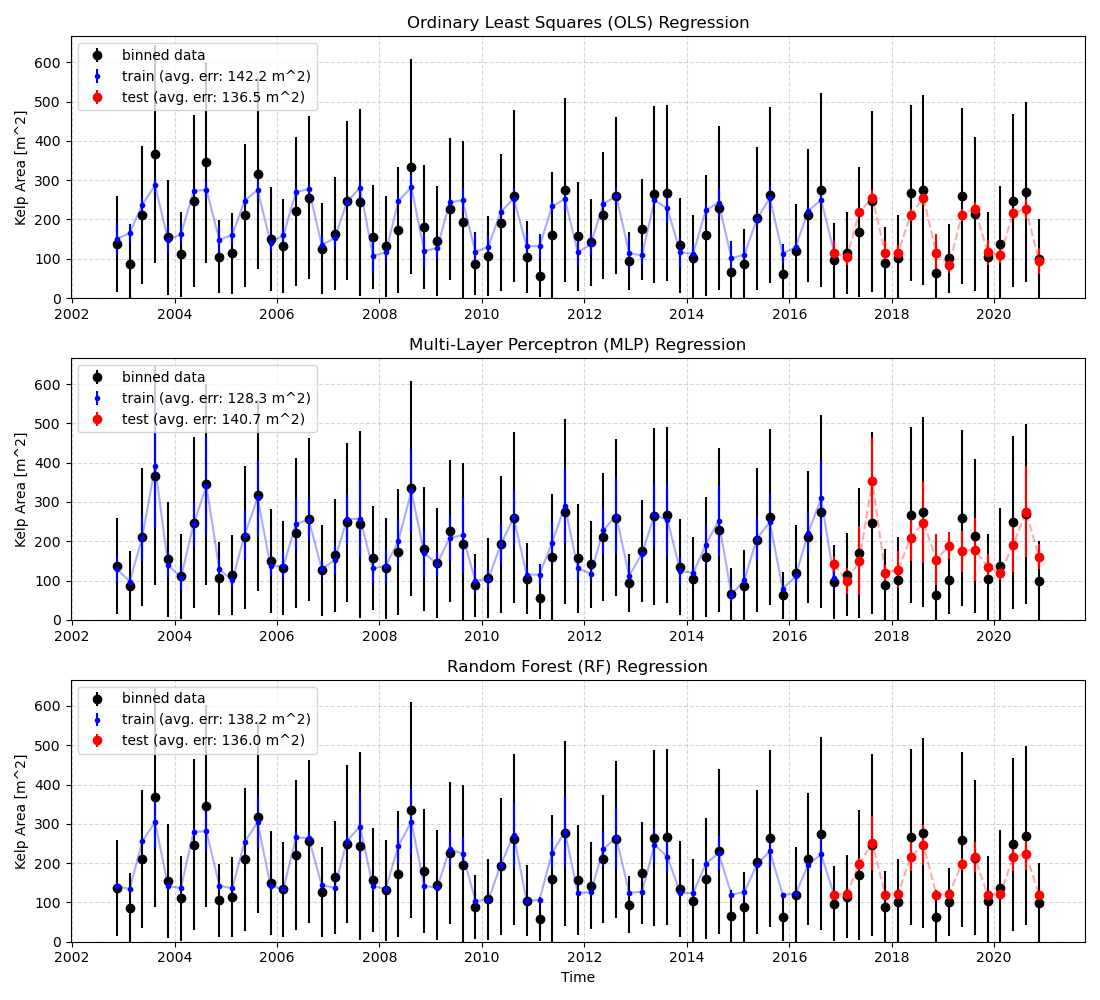 Ordinary Least Squares (OLS) Regression
binned data
train (avg. err: 142.2 m^2)
test (avg. err: 136.5 m^2)
Kelp Area [m^2]
600
500
400
300
200
100
0
2002 2004 2006 2008 2010 2012 2014 2016 2018 2020
Multi-Layer Perceptron (MLP) Regression
binned data
train (avg. err: 128.3 m^2)
test (avg. err: 140.7 m^2)
Kelp Area [m^2]
600
500
400
300
200
100
0
2002 2004 2006 2008 2010 2012 2014 2016 2018 2020
Random Forest (RF) Regression
binned data
train (avg. err: 138.2 m^2)
test (avg. err: 136.0 m^2)
Kelp Area [m^2]
600
500
400
300
200
100
0
2002 2004 2006 2008 2010 2012 2014 2016 2018 2020
Time